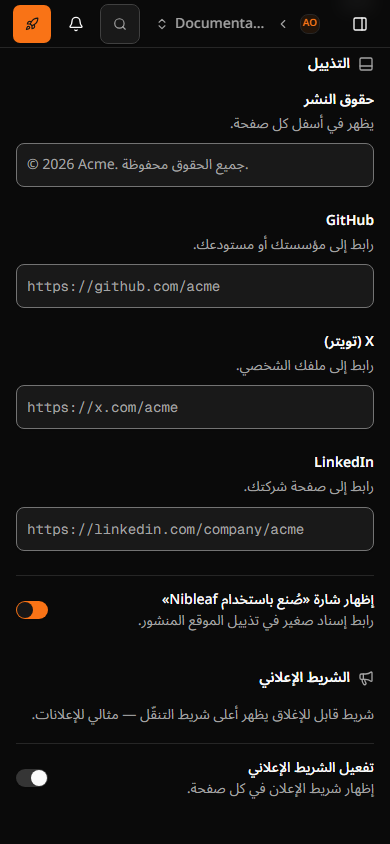 Documenta...
AO
التذييل
حقوق النشر
يظهر في أسفل كل صفحة.
© 2026 Acme. جميع الحقوق محفوظة.
GitHub
رابط إلى مؤسستك أو مستودعك.
https://github.com/acme
X (تويتر)
رابط إلى ملفك الشخصي.
https://x.com/acme
LinkedIn
رابط إلى صفحة شركتك.
https://linkedin.com/company/acme
إظهار شارة «صُنع باستخدام Nibleaf»
رابط إسناد صغير في تذييل الموقع المنشور.
الشريط الإعلاني
شريط قابل للإغلاق يظهر أعلى شريط التنقّل — مثالي للإعلانات.
تفعيل الشريط الإعلاني
إظهار شريط الإعلان في كل صفحة.